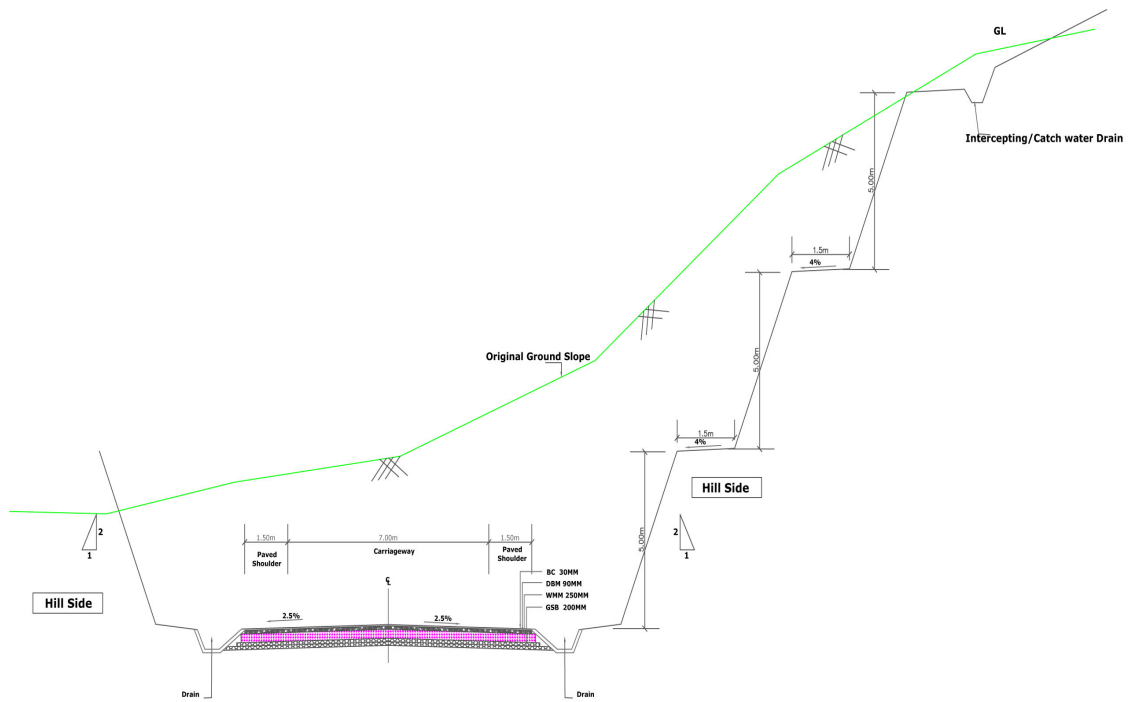 GL
Intercepting/Catch water Drain
5.00m
1.5m
4%
Original Ground Slope
5.00m
1.5m
4%
Hill Side
2
1
1.50m
7.00m
1.50m
Paved
Shoulder
Carriageway
Paved
Shoulder
2
1
5.00m
BC 30MM
DBM 90MM
WMM 250MM
GSB 200MM
℄
Hill Side
2.5%
2.5%
Drain
Drain